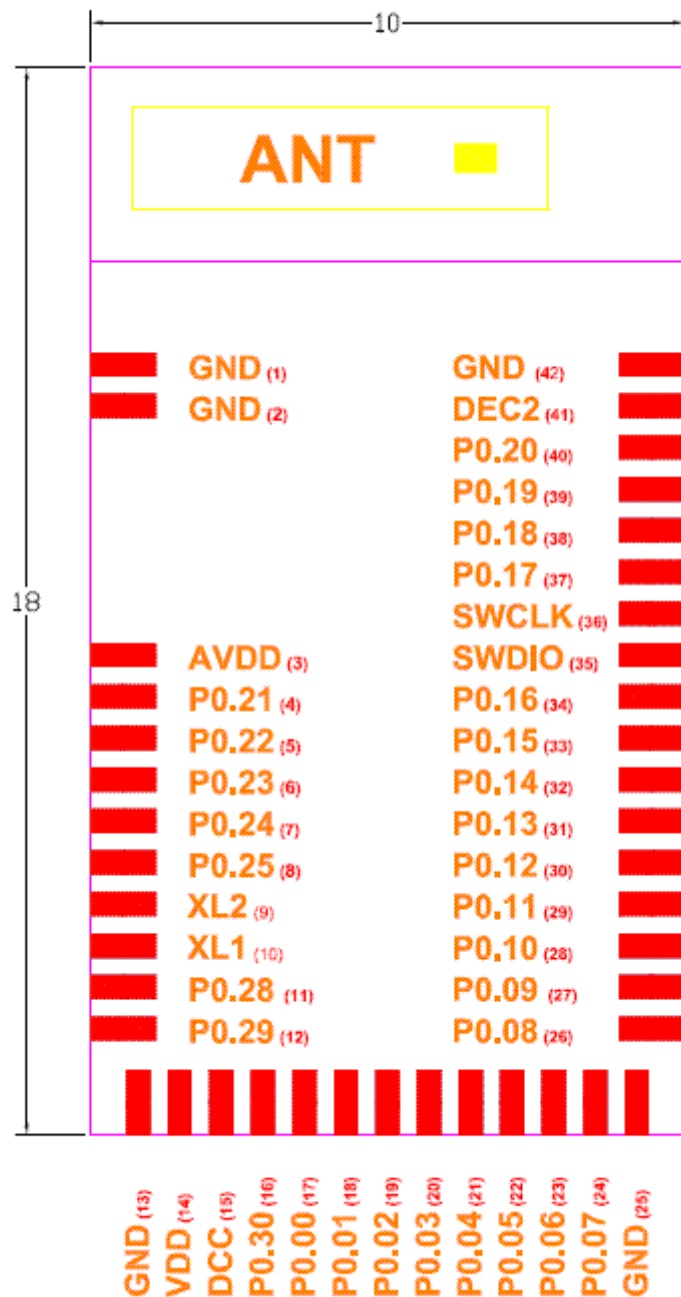 10
ANT
18
GND (1) GND (42)
GND (2) DEC2 (41)
P0.20 (40)
P0.19 (39)
P0.18 (38)
P0.17 (37)
SWCLK (36)
AVDD (3) SWDIO (35)
P0.21 (4) P0.16 (34)
P0.22 (5) P0.15 (33)
P0.23 (6) P0.14 (32)
P0.24 (7) P0.13 (31)
P0.25 (8) P0.12 (30)
XL2 (9) P0.11 (29)
XL1 (10) P0.10 (28)
P0.28 (11) P0.09 (27)
P0.29 (12) P0.08 (26)
GND (13)
VDD (14)
DCC (15)
P0.30 (16)
P0.00 (17)
P0.01 (18)
P0.02 (19)
P0.03 (20)
P0.04 (21)
P0.05 (22)
P0.06 (23)
P0.07 (24)
GND (25)